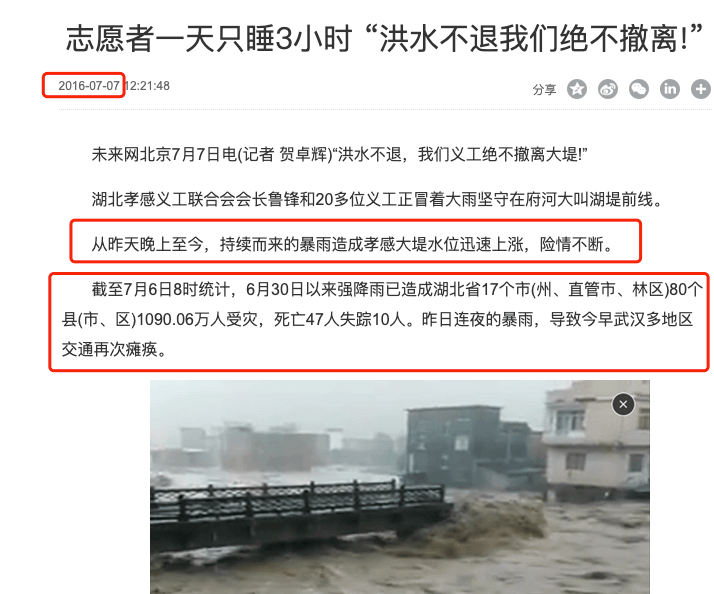 志愿者一天只睡3小时 “洪水不退我们绝不撤离!”
2016-07-07 12:21:48
分享
未来网北京7月7日电(记者 贺卓辉)“洪水不退，我们义工绝不撤离大堤!”
湖北孝感义工联合会会长鲁锋和20多位义工正冒着大雨坚守在府河大叫湖堤前线。
从昨天晚上至今，持续而来的暴雨造成孝感大堤水位迅速上涨，险情不断。
截至7月6日8时统计，6月30日以来强降雨已造成湖北省17个市(州、直管市、林区)80个
县(市、区)1090.06万人受灾，死亡47人失踪10人。昨日连夜的暴雨，导致今早武汉多地区
交通再次瘫痪。